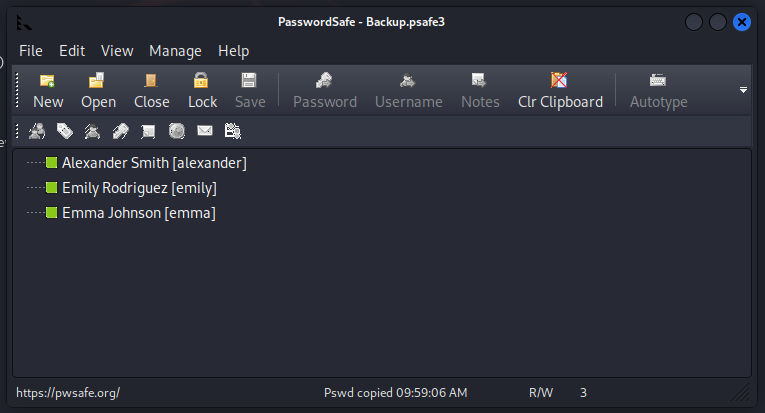 PasswordSafe - Backup.psafe3
File Edit View Manage Help
New Open Close Lock Save Password Username Notes Clr Clipboard Autotype
Alexander Smith [alexander]
Emily Rodriguez [emily]
Emma Johnson [emma]
https://pwsafe.org/ Pswd copied 09:59:06 AM R/W 3